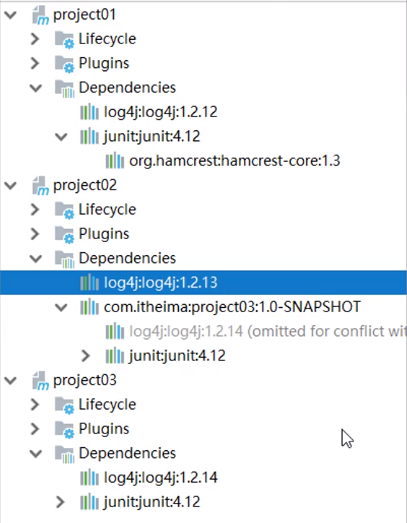 project01
Lifecycle
Plugins
Dependencies
log4j:log4j:1.2.12
junit:junit:4.12
org.hamcrest:hamcrest-core:1.3
project02
Lifecycle
Plugins
Dependencies
log4j:log4j:1.2.13
com.itheima:project03:1.0-SNAPSHOT
log4j:log4j:1.2.14 (omitted for conflict wit
junit:junit:4.12
project03
Lifecycle
Plugins
Dependencies
log4j:log4j:1.2.14
junit:junit:4.12